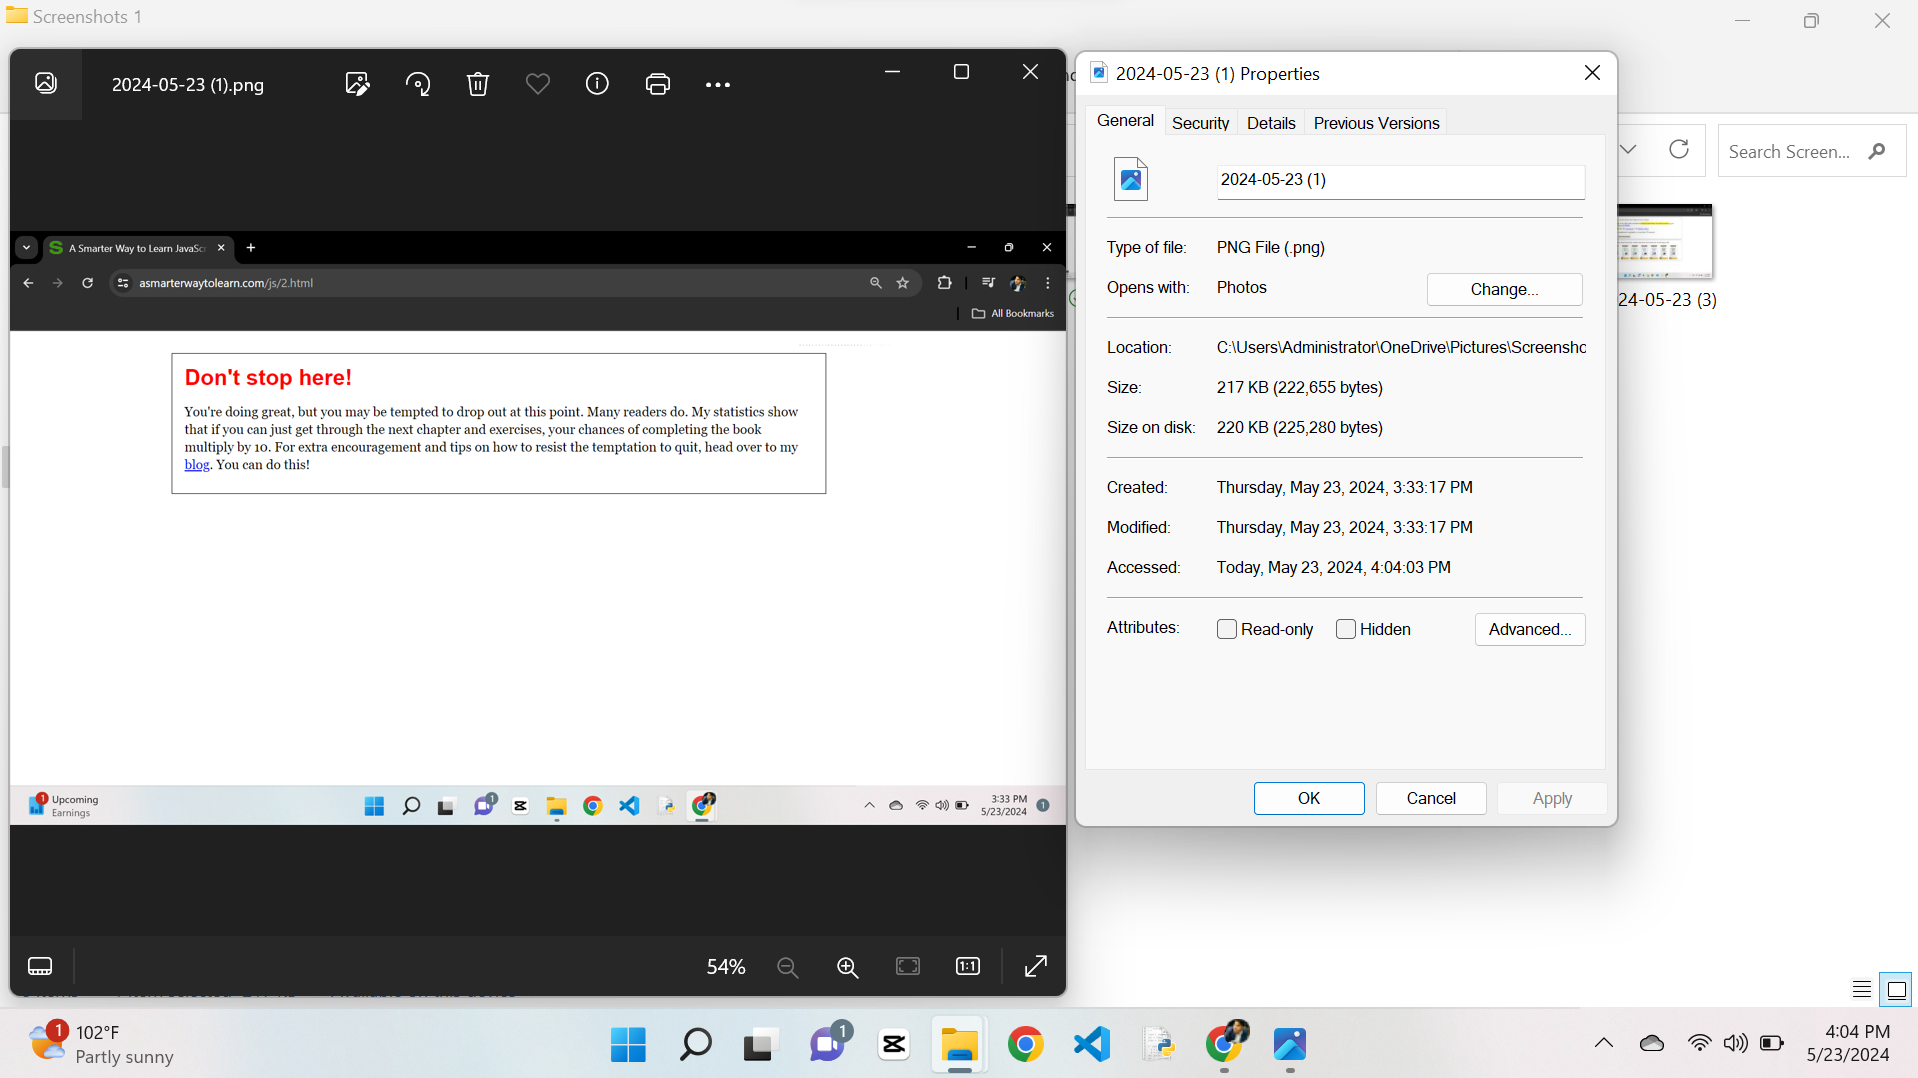 Screenshots 1
2024-05-23 (1).png
A Smarter Way to Learn JavaSc
asmarterwaytolearn.com/js/2.html
All Bookmarks
Don't stop here!
You're doing great, but you may be tempted to drop out at this point. Many readers do. My statistics show
that if you can just get through the next chapter and exercises, your chances of completing the book
multiply by 10. For extra encouragement and tips on how to resist the temptation to quit, head over to my
blog. You can do this!
1
Upcoming
Earnings
1
3:33 PM
5/23/2024
1
54%
1:1
2024-05-23 (1) Properties
General
Security
Details
Previous Versions
2024-05-23 (1)
Type of file: PNG File (.png)
Opens with: Photos
Change...
Location: C:\Users\Administrator\OneDrive\Pictures\Screensho
Size: 217 KB (222,655 bytes)
Size on disk: 220 KB (225,280 bytes)
Created: Thursday, May 23, 2024, 3:33:17 PM
Modified: Thursday, May 23, 2024, 3:33:17 PM
Accessed: Today, May 23, 2024, 4:04:03 PM
Attributes: Read-only Hidden
Advanced...
OK
Cancel
Apply
Search Screen...
24-05-23 (3)
1
102°F
Partly sunny
1
4:04 PM
5/23/2024